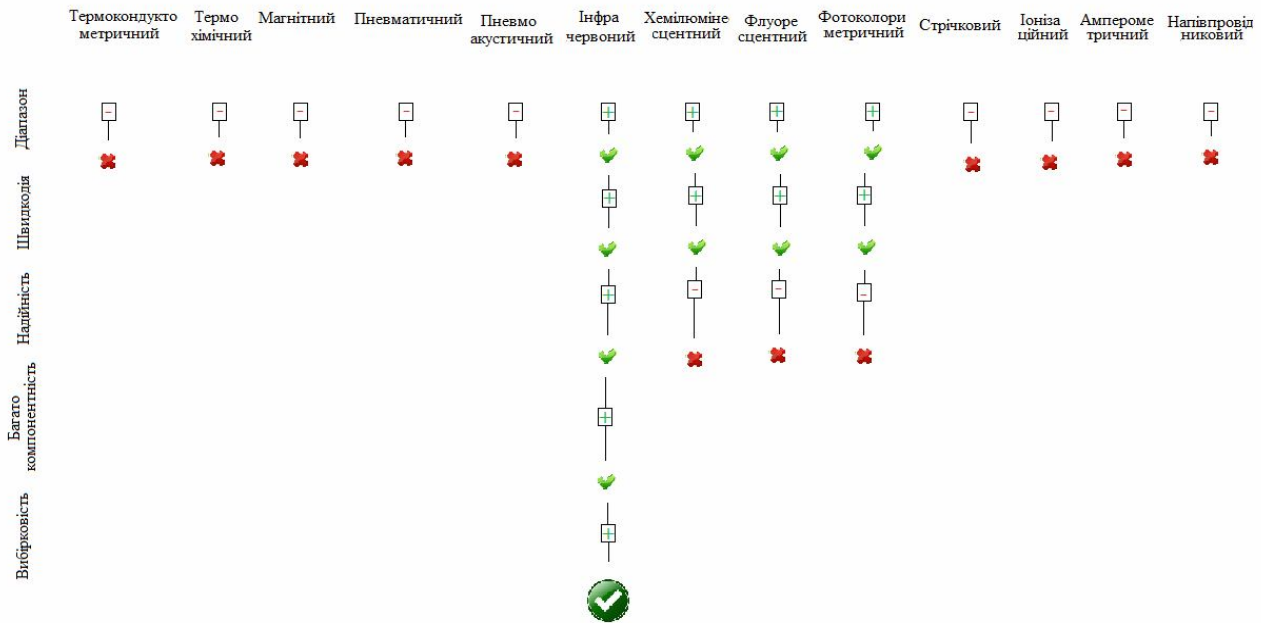 Термокондукто
метричний
Термо
хімічний
Магнітний
Пневматичний
Пневмо
акустичний
Інфра
червоний
Хемілюміне
сцентний
Флуоре
сцентний
Фотоколори
метричний
Стрічковий
Іоніза
ційний
Амперомe
тричний
Напівпровід
никовий
Діапазон
Швидкодія
Надійність
Багато
компонентність
Вибірковість